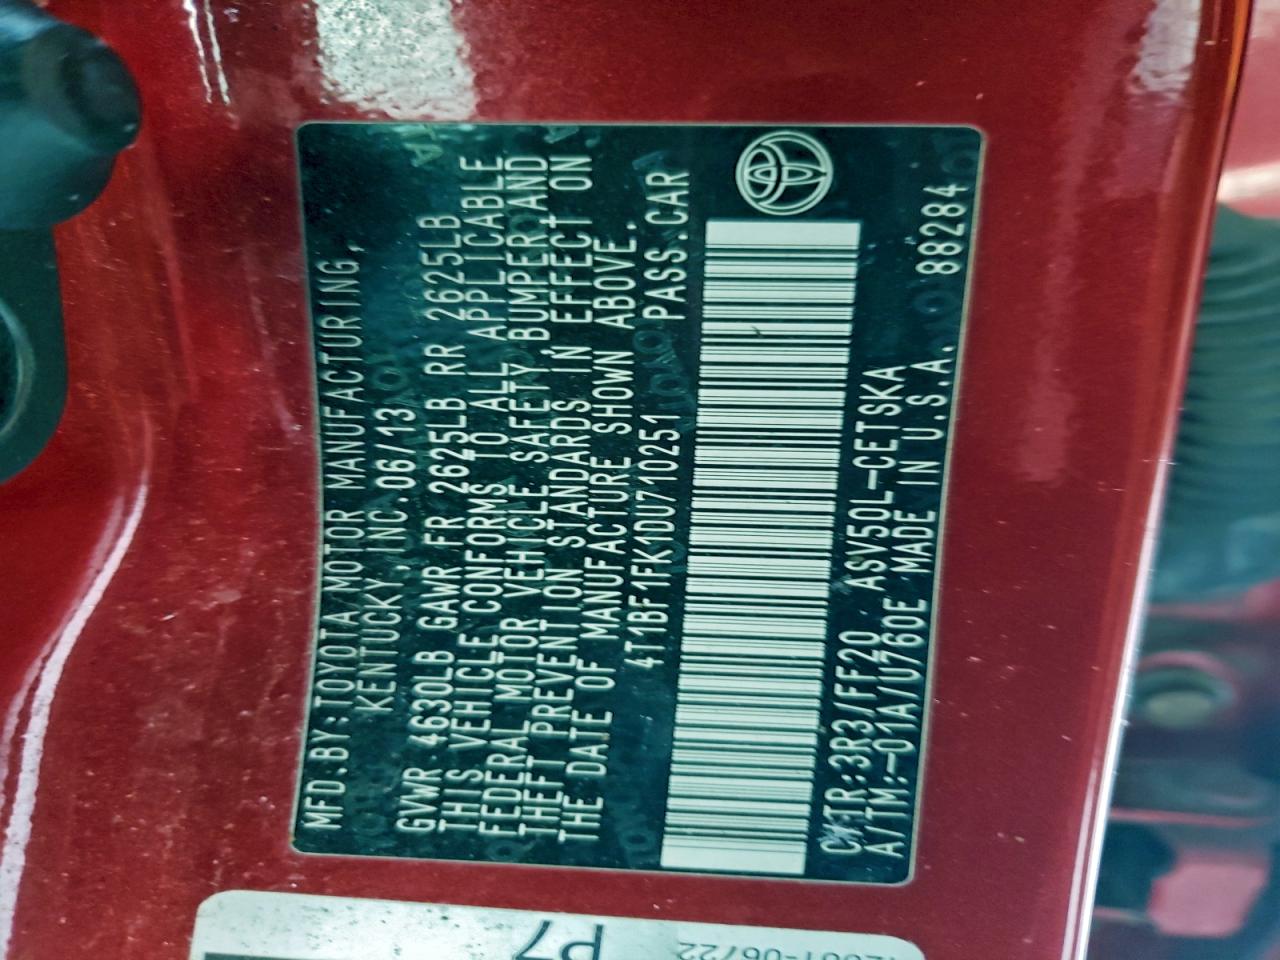 MFD.BY:TOYOTA MOTOR MANUFACTURING,
KENTUCKY,INC.06/13
GVWR 4630LB GAWR FR 2625LB RR 2625LB
THIS VEHICLE CONFORMS TO ALL APPLICABLE
FEDERAL MOTOR VEHICLE SAFETY BUMPER,AND
THEFT PREVENTION STANDARDS IN EFFECT ON
THE DATE OF MANUFACTURE SHOWN ABOVE.
4T1BF1FK1DU710251 PASS.CAR
C/TR:3R3/FF20 ASV50L-CETSKA
A/TM:-01A/U760E MADE IN U.S.A. 88284
P7